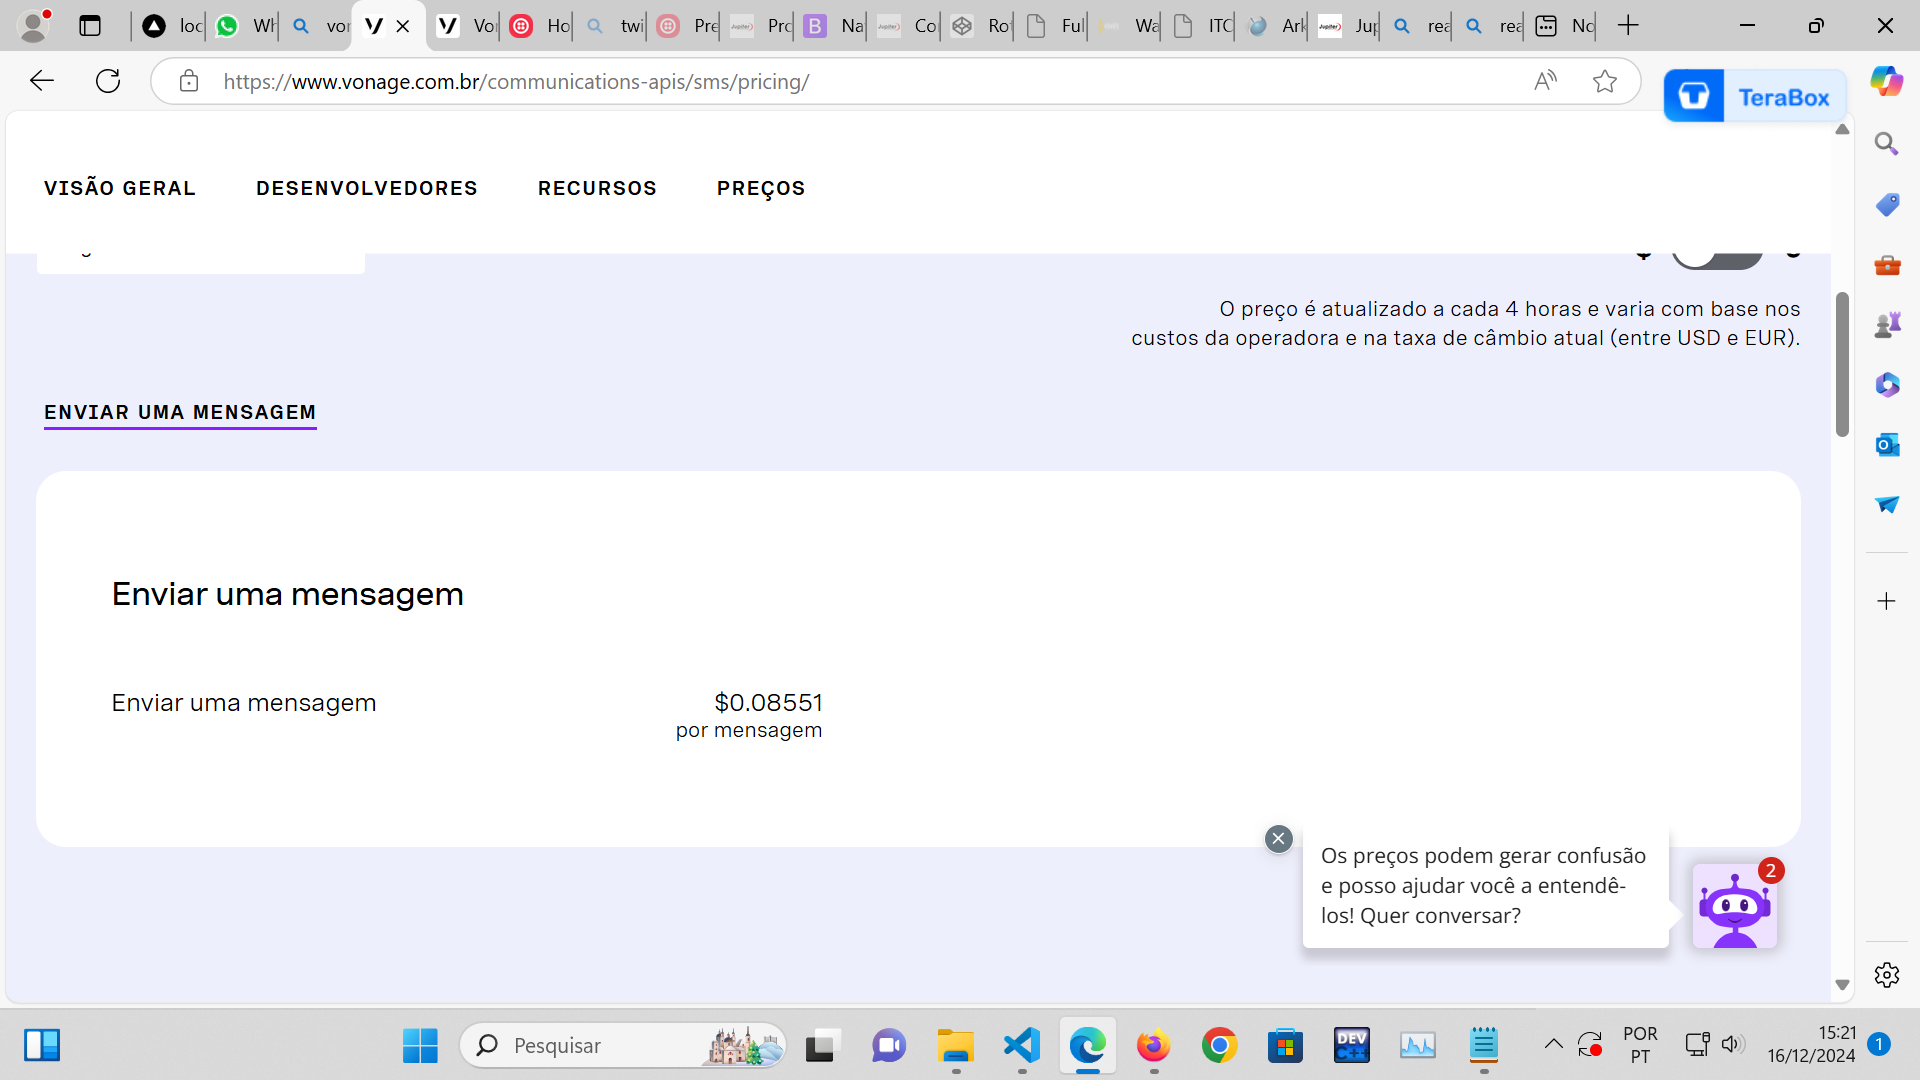 loc
Wh
vor
Vor
Ho
twi
Pre
Pro
Na
Co
Rot
Ful
Wa
ITC
Ark
Jup
rea
rea
No
https://www.vonage.com.br/communications-apis/sms/pricing/
TeraBox
VISÃO GERAL DESENVOLVEDORES RECURSOS PREÇOS
O preço é atualizado a cada 4 horas e varia com base nos
custos da operadora e na taxa de câmbio atual (entre USD e EUR).
ENVIAR UMA MENSAGEM
Enviar uma mensagem
Enviar uma mensagem $0.08551
por mensagem
Os preços podem gerar confusão
e posso ajudar você a entendê-
los! Quer conversar?
2
Pesquisar
DEV
C++
POR
PT
15:21
16/12/2024
1